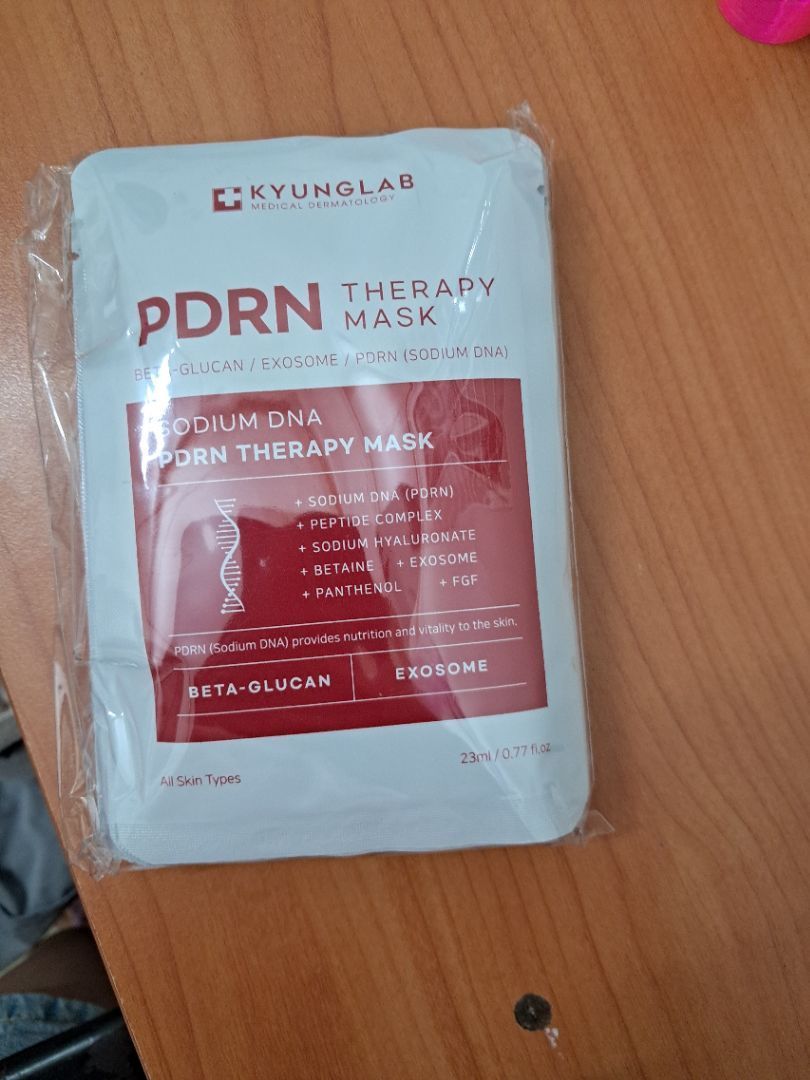 KYUNGLAB
MEDICAL DERMATOLOGY
PDRN THERAPY MASK
BETA-GLUCAN / EXOSOME / PDRN (SODIUM DNA)
SODIUM DNA
PDRN THERAPY MASK
+ SODIUM DNA (PDRN)
+ PEPTIDE COMPLEX
+ SODIUM HYALURONATE
+ BETAINE + EXOSOME
+ PANTHENOL + FGF
PDRN (Sodium DNA) provides nutrition and vitality to the skin.
BETA-GLUCAN EXOSOME
All Skin Types 23ml / 0.77 fl.oz